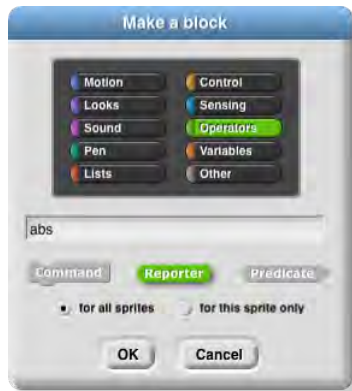 Make a block
Motion Control
Looks Sensing
Sound Operators
Pen Variables
Lists Other
abs
Command Reporter Predicate
for all sprites for this sprite only
OK Cancel